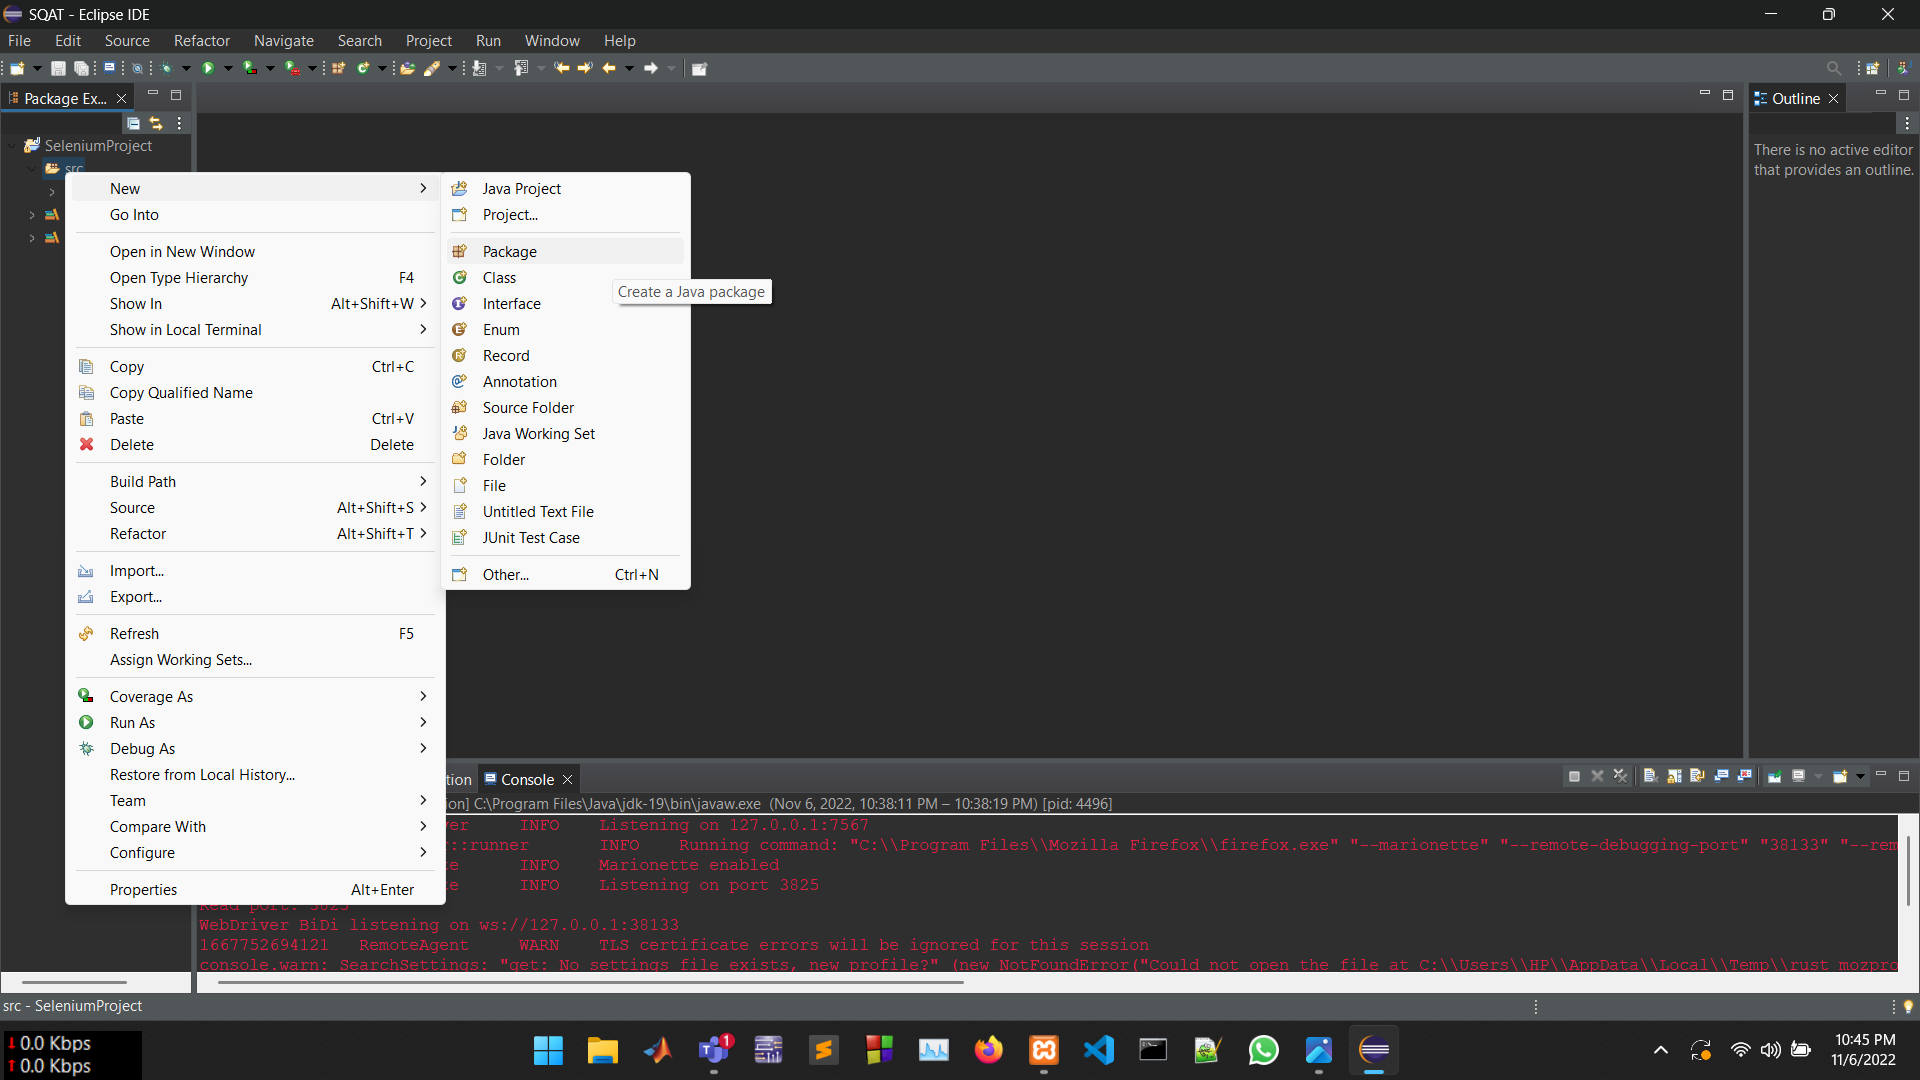 SQAT - Eclipse IDE
File Edit Source Refactor Navigate Search Project Run Window Help
Package Ex...
Outline
SeleniumProject
There is no active editor
that provides an outline.
src
New
Go Into
Open in New Window
Open Type Hierarchy F4
Show In Alt+Shift+W
Show in Local Terminal
Copy Ctrl+C
Copy Qualified Name
Paste Ctrl+V
Delete Delete
Build Path
Source Alt+Shift+S
Refactor Alt+Shift+T
Import...
Export...
Refresh F5
Assign Working Sets...
Coverage As
Run As
Debug As
Restore from Local History...
Team
Compare With
Configure
Properties Alt+Enter
Java Project
Project...
Package
Class
Create a Java package
Interface
Enum
Record
Annotation
Source Folder
Java Working Set
Folder
File
Untitled Text File
JUnit Test Case
Other... Ctrl+N
tion Console
ion] C:\Program Files\Java\jdk-19\bin\javaw.exe (Nov 6, 2022, 10:38:11 PM – 10:38:19 PM) [pid: 4496]
ver INFO Listening on 127.0.0.1:7567
r::runner INFO Running command: "C:\\Program Files\\Mozilla Firefox\\firefox.exe" "--marionette" "--remote-debugging-port" "38133" "--rem
te INFO Marionette enabled
te INFO Listening on port 3825
Read port: 3825
WebDriver BiDi listening on ws://127.0.0.1:38133
1667752694121 RemoteAgent WARN TLS certificate errors will be ignored for this session
console.warn: SearchSettings: "get: No settings file exists, new profile?" (new NotFoundError("Could not open the file at C:\\Users\\HP\\AppData\\Local\\Temp\\rust_mozpro
src - SeleniumProject
0.0 Kbps
0.0 Kbps
1
10:45 PM
11/6/2022